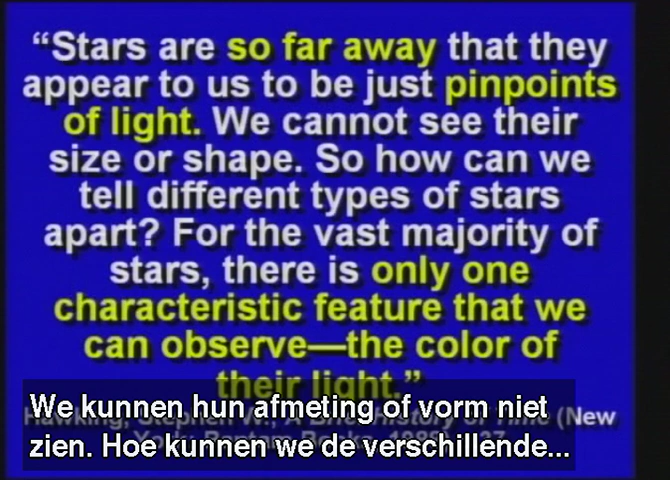 “Stars are so far away that they
appear to us to be just pinpoints
of light. We cannot see their
size or shape. So how can we
tell different types of stars
apart? For the vast majority of
stars, there is only one
characteristic feature that we
can observe—the color of
their light.”
(New
We kunnen hun afmeting of vorm niet
zien. Hoe kunnen we de verschillende...